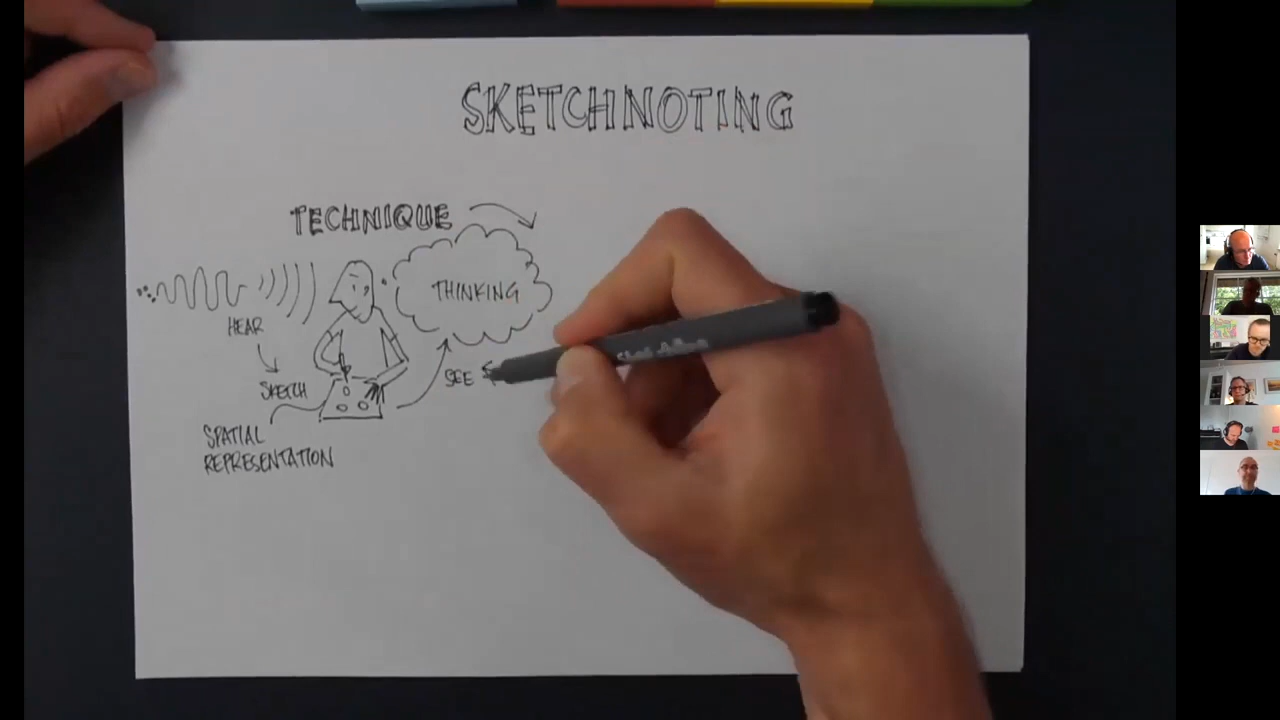 SKETCHNOTING
TECHNIQUE
THINKING
HEAR
SEE
SKETCH
SPATIAL
REPRESENTATION